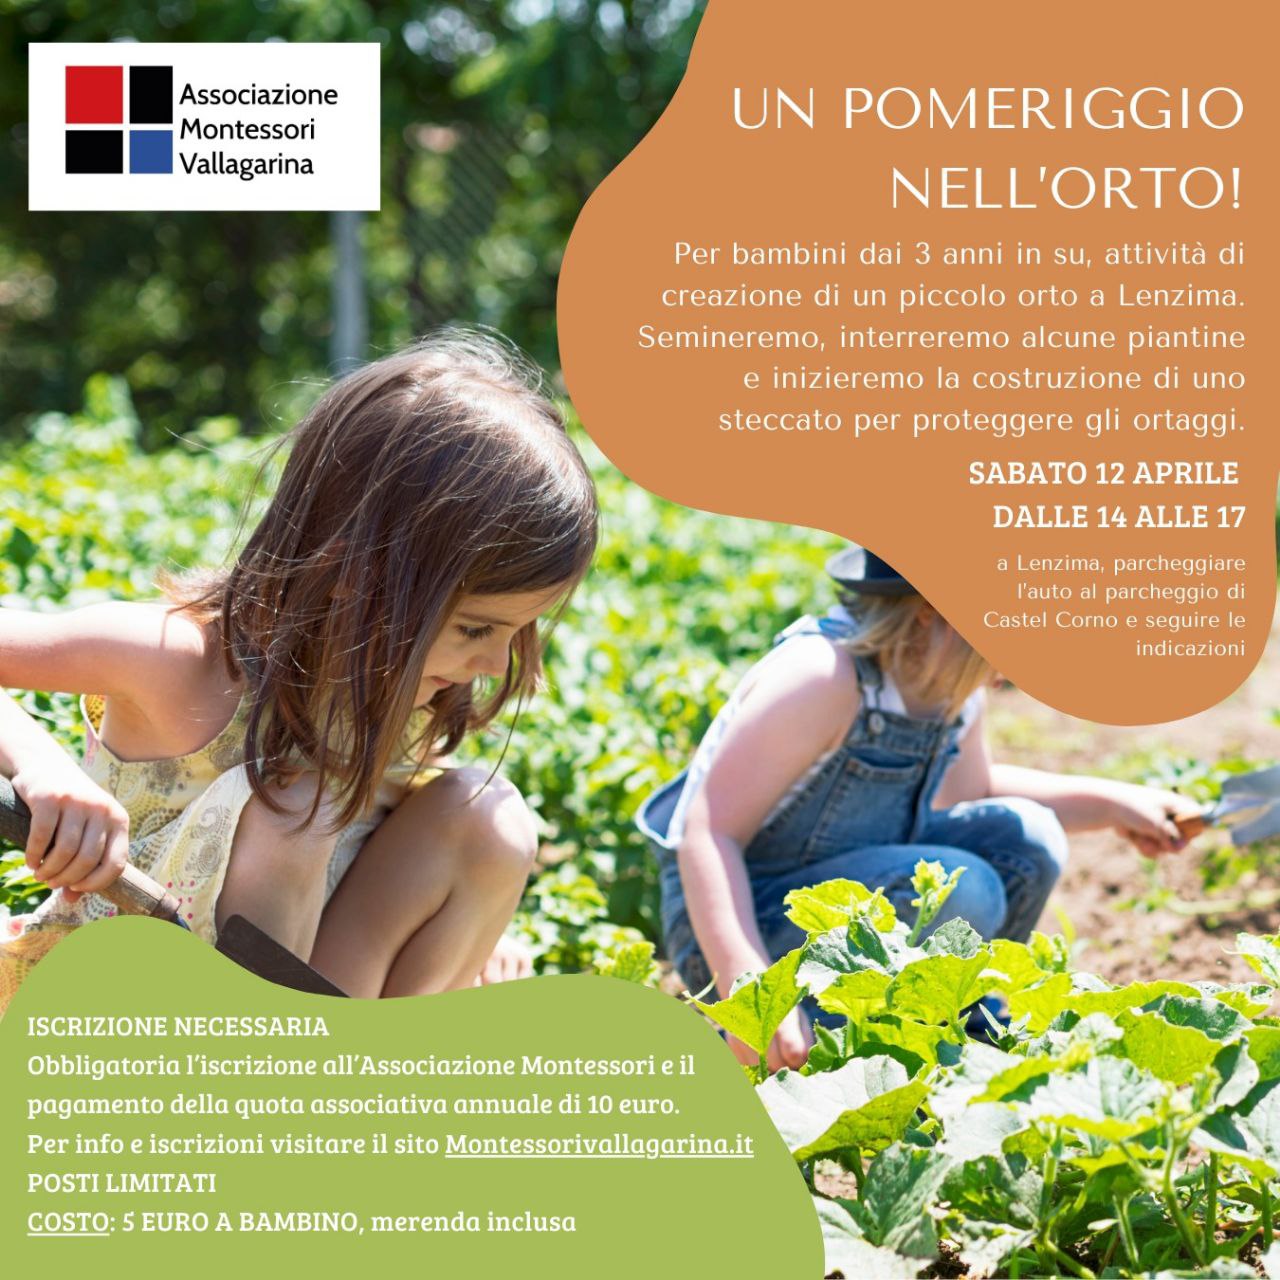 Associazione
Montessori
Vallagarina
UN POMERIGGIO
NELL'ORTO!
Per bambini dai 3 anni in su, attività di
creazione di un piccolo orto a Lenzima.
Semineremo, interreremo alcune piantine
e inizieremo la costruzione di uno
steccato per proteggere gli ortaggi.
SABATO 12 APRILE
DALLE 14 ALLE 17
a Lenzima, parcheggiare
l'auto al parcheggio di
Castel Corno e seguire le
indicazioni
ISCRIZIONE NECESSARIA
Obbligatoria l'iscrizione all'Associazione Montessori e il
pagamento della quota associativa annuale di 10 euro.
Per info e iscrizioni visitare il sito Montessorivallagarina.it
POSTI LIMITATI
COSTO: 5 EURO A BAMBINO, merenda inclusa